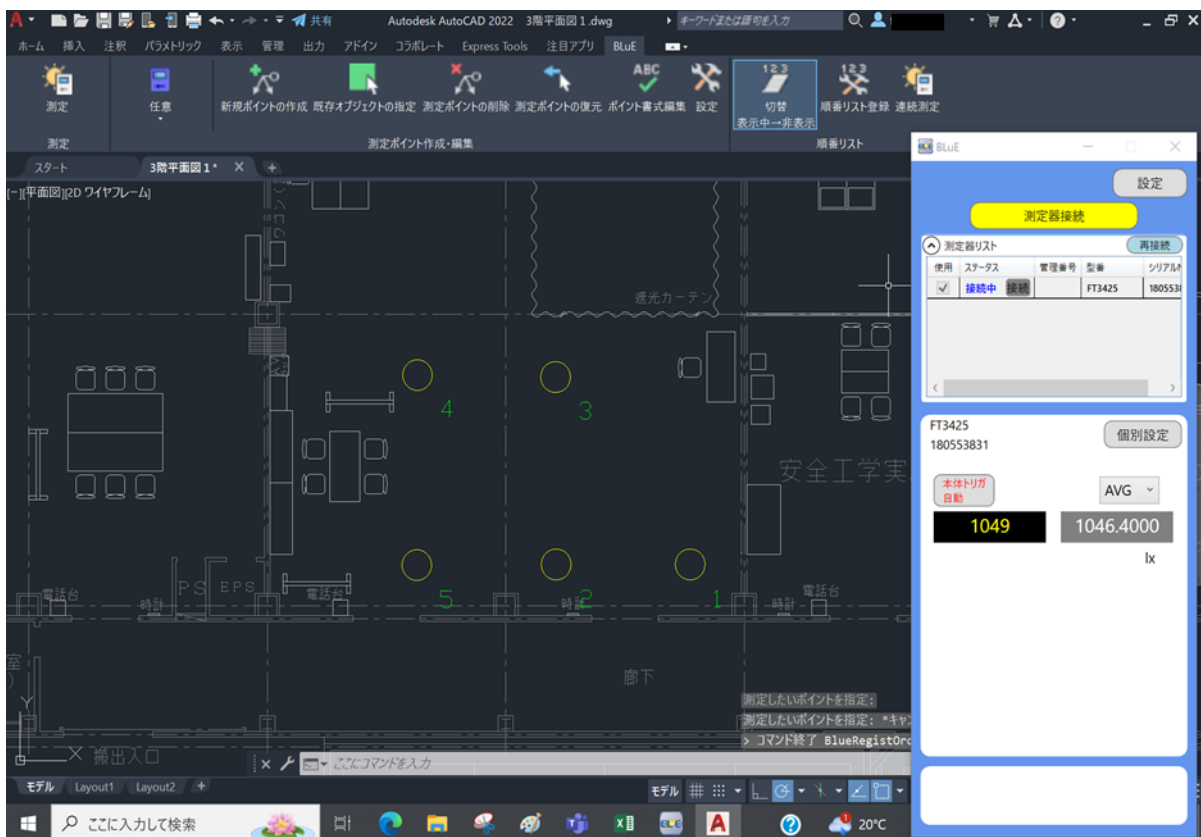 共有
Autodesk AutoCAD 2022 3階平面図1.dwg
キーワードまたは語句を入力
ホーム 挿入 注釈 パラメトリック 表示 管理 出力 アドイン コラボレート Express Tools 注目アプリ BLuE
測定
任意
新規ポイントの作成 既存オブジェクトの指定 測定ポイントの削除 測定ポイントの復元 ポイント書式編集 設定
ABC
123
切替
表示中→非表示
123
順番リスト登録 連続測定
測定
測定ポイント作成・編集
順番リスト
スタート
3階平面図1*
[-][平面図][2D ワイヤフレーム]
遮光カーテン
4
3
安全工学実
PS
EPS
電話台
時計
電話台
5
時計
2
1
時計
電話台
室
廊下
Y
X
搬出入口
測定したいポイントを指定:
測定したいポイントを指定: *キャン
> コマンド終了 BlueRegistOrd
ここにコマンドを入力
モデル Layout1 Layout2 +
モデル
ここに入力して検索
20°C
BLuE
設定
測定器接続
測定器リスト
再接続
使用 ステータス 管理番号 型番 シリアルN
接続中 接続 FT3425 1805538
FT3425
180553831
個別設定
本体トリガ
自動
AVG
1049
1046.4000
lx